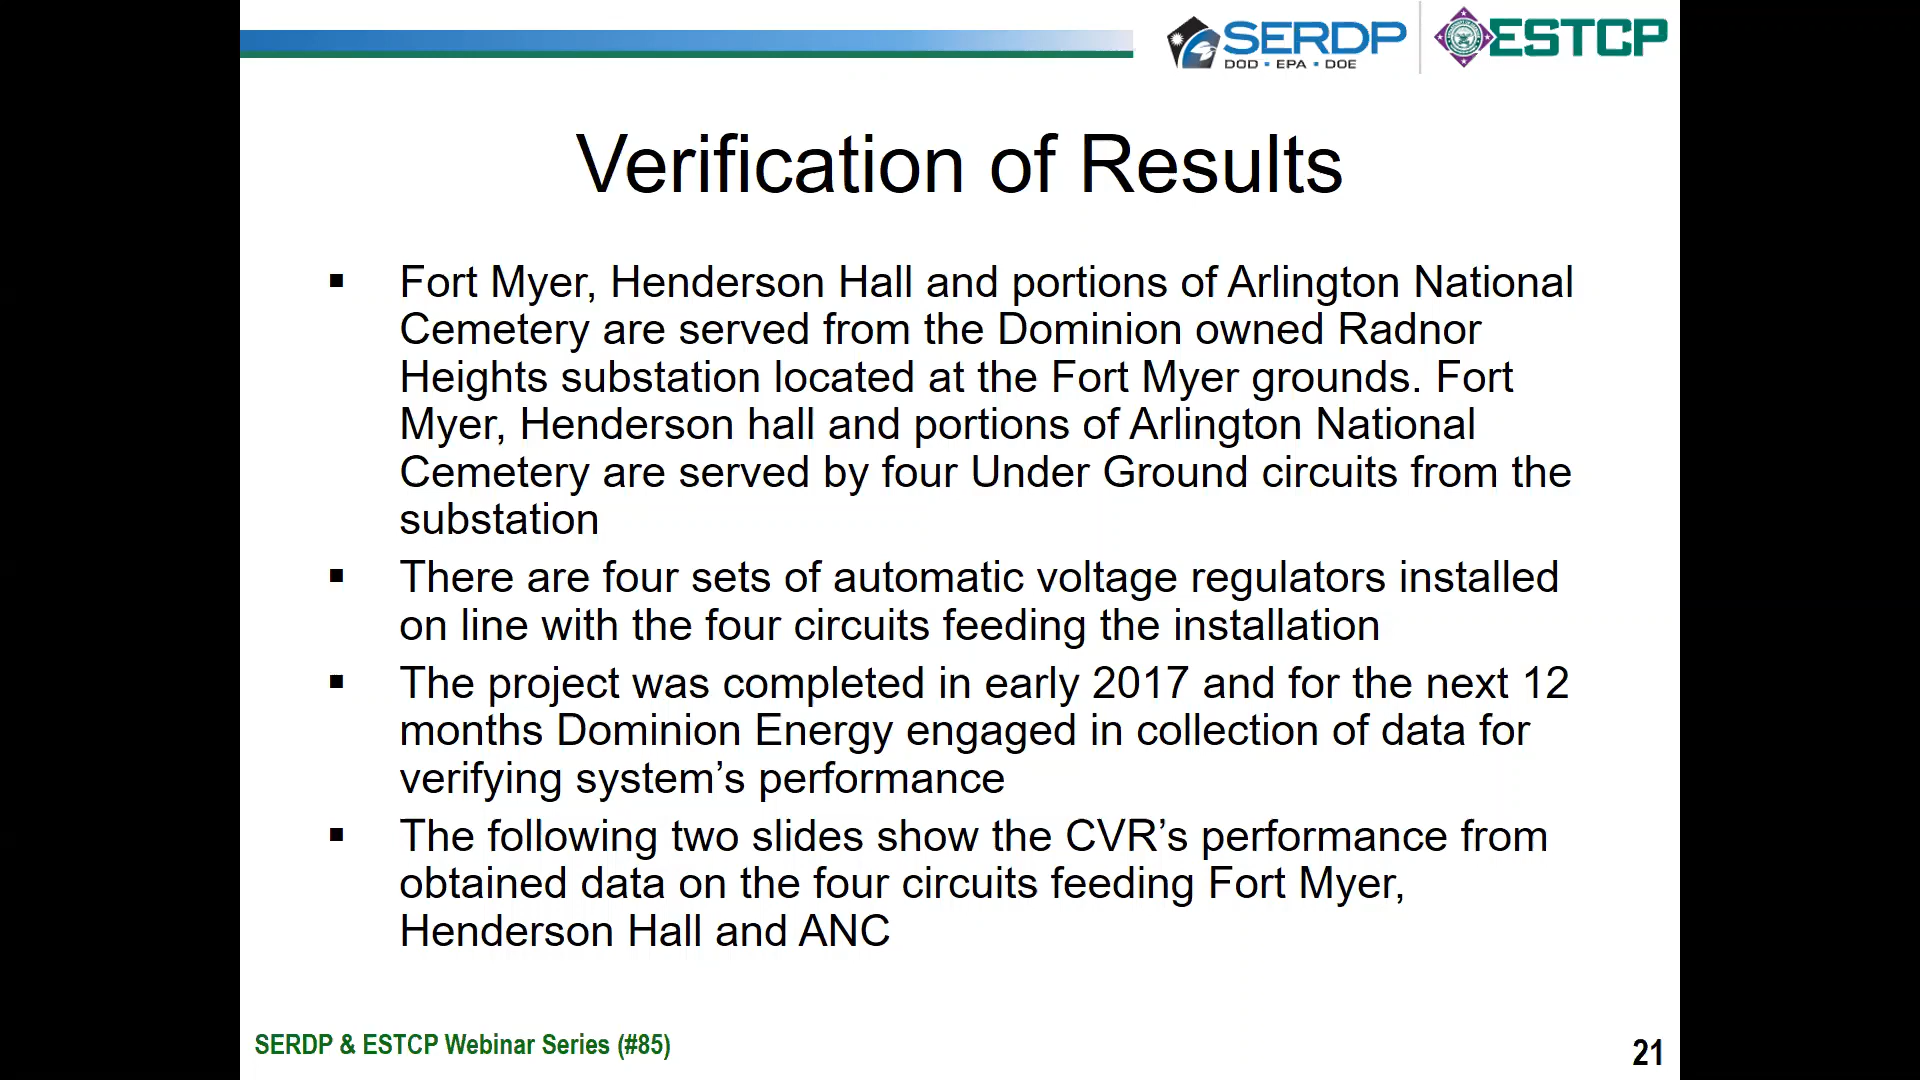 SERDP
DOD • EPA • DOE
ESTCP
Verification of Results
▪ Fort Myer, Henderson Hall and portions of Arlington National
Cemetery are served from the Dominion owned Radnor
Heights substation located at the Fort Myer grounds. Fort
Myer, Henderson hall and portions of Arlington National
Cemetery are served by four Under Ground circuits from the
substation
▪ There are four sets of automatic voltage regulators installed
on line with the four circuits feeding the installation
▪ The project was completed in early 2017 and for the next 12
months Dominion Energy engaged in collection of data for
verifying system’s performance
▪ The following two slides show the CVR’s performance from
obtained data on the four circuits feeding Fort Myer,
Henderson Hall and ANC
SERDP & ESTCP Webinar Series (#85)
21